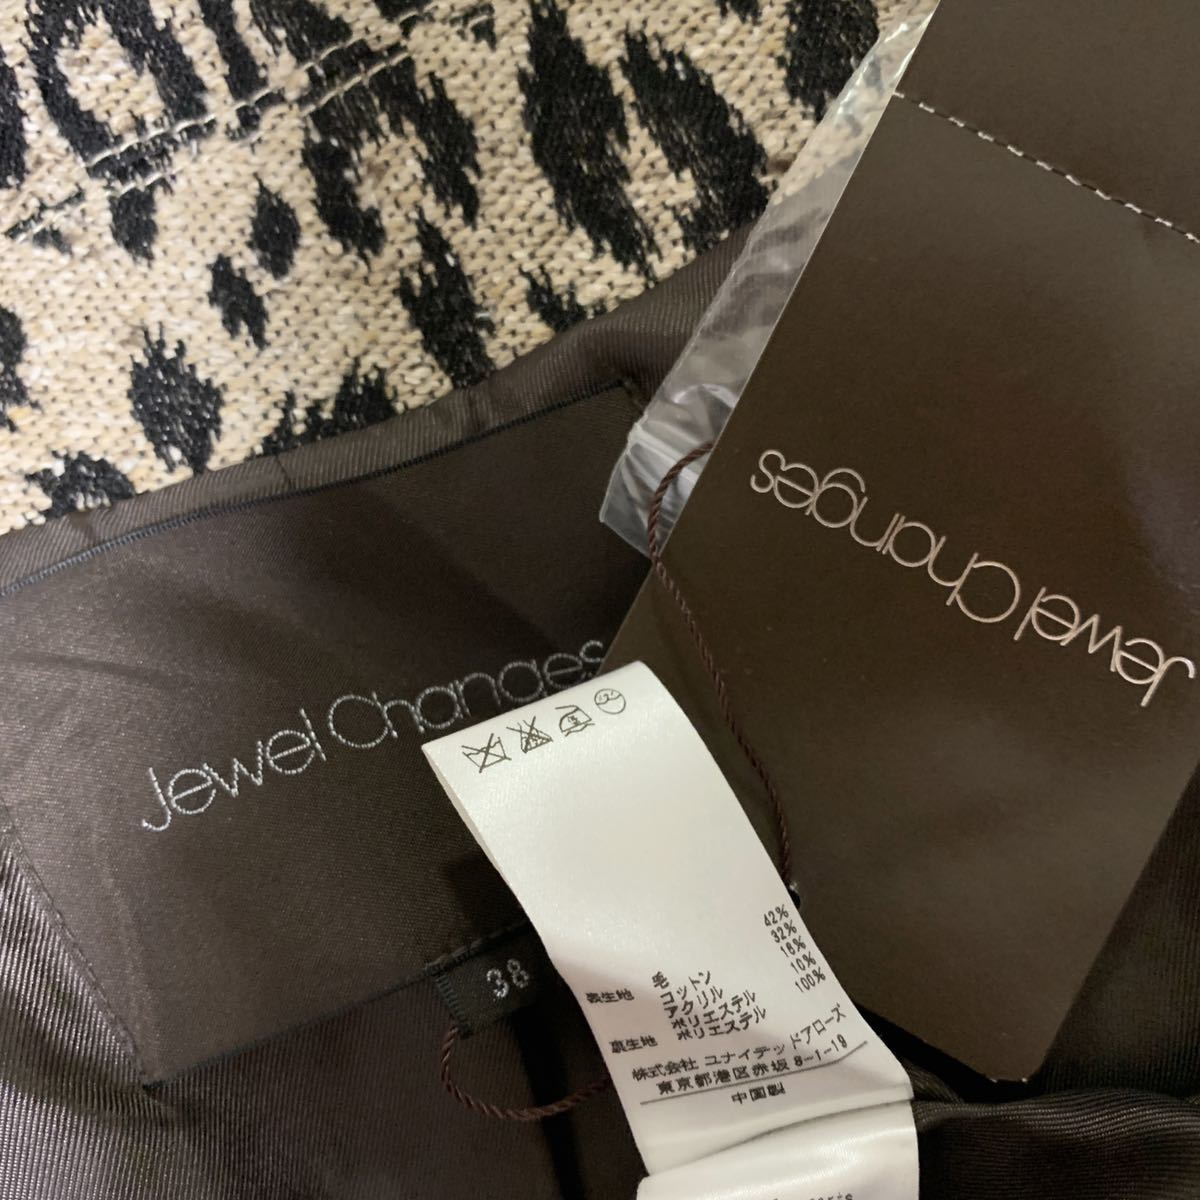 Jewel Changes
Jewel Changes
38
表生地 毛 42%
コットン 32%
アクリル 16%
ポリエステル 10%
裏生地 ポリエステル 100%
株式会社 ユナイテッドアローズ
東京都港区赤坂 8-1-19
中国製